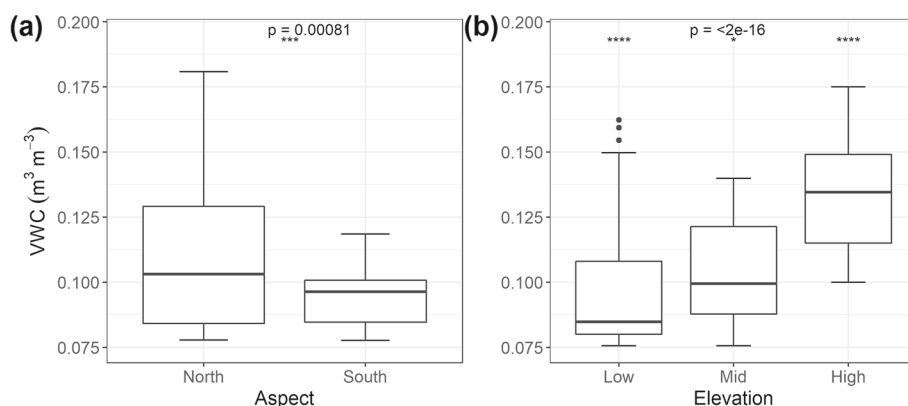 (a)
p = 0.00081
***
0.200
0.175
0.150
0.125
0.100
0.075
VWC (m³ m⁻³)
North South
Aspect
(b)
p = <2e-16
**** * ****
0.200
0.175
0.150
0.125
0.100
0.075
Low Mid High
Elevation